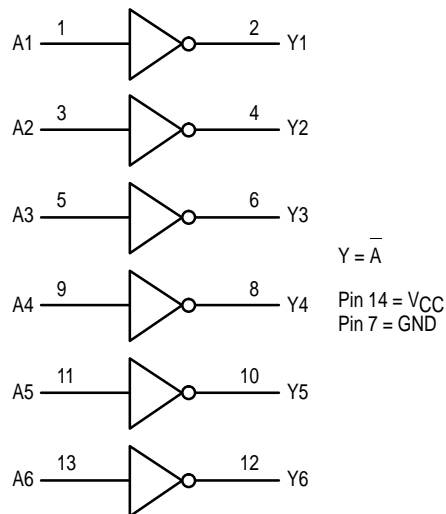 A1 1 2 Y1
A2 3 4 Y2
A3 5 6 Y3
Y = A̅
A4 9 8 Y4
Pin 14 = VCC
Pin 7 = GND
A5 11 10 Y5
A6 13 12 Y6